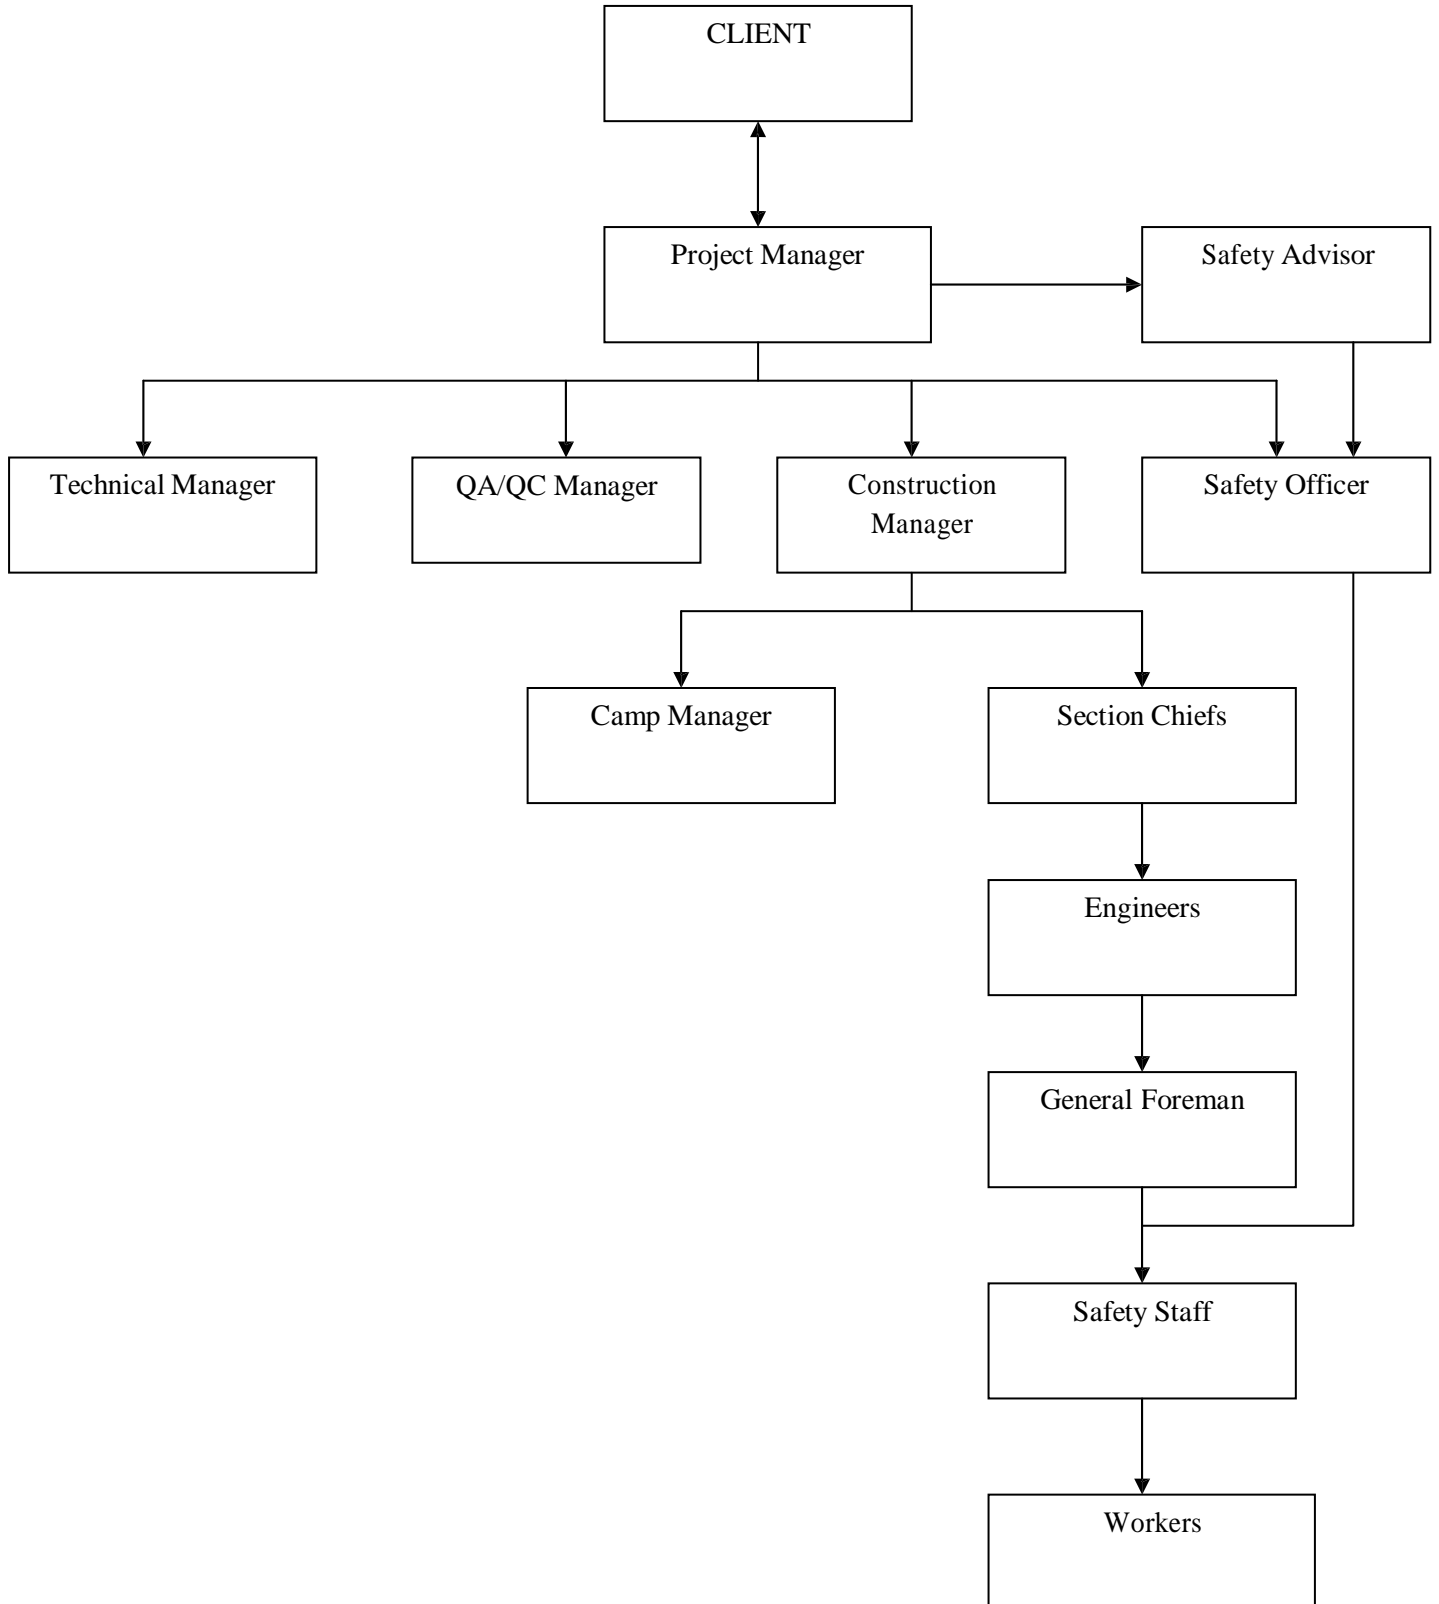 CLIENT
Project Manager
Safety Advisor
Technical Manager
QA/QC Manager
Construction
Manager
Safety Officer
Camp Manager
Section Chiefs
Engineers
General Foreman
Safety Staff
Workers